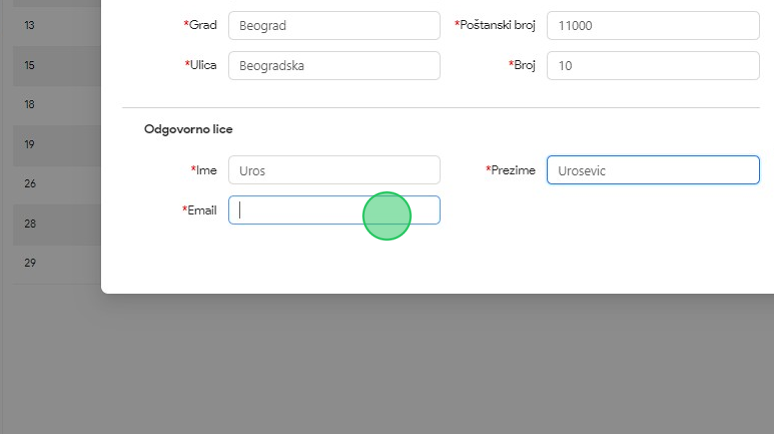 13
*Grad Beograd *Poštanski broj 11000
15
*Ulica Beogradska *Broj 10
18
Odgovorno lice
19
*Ime Uros *Prezime Urosevic
26
*Email
28
29